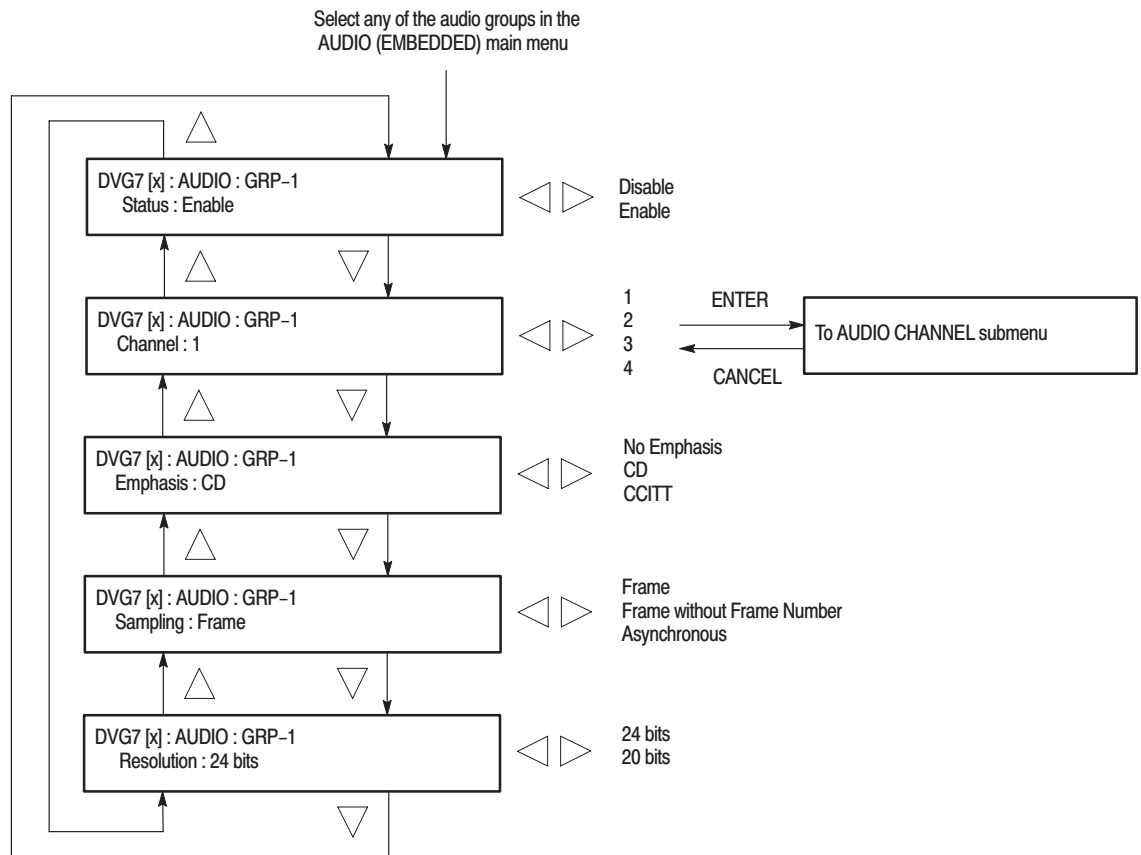 Select any of the audio groups in the
AUDIO (EMBEDDED) main menu
DVG7 [x] : AUDIO : GRP–1
Status : Enable
Disable
Enable
DVG7 [x] : AUDIO : GRP–1
Channel : 1
1
2
3
4
ENTER
CANCEL
To AUDIO CHANNEL submenu
DVG7 [x] : AUDIO : GRP–1
Emphasis : CD
No Emphasis
CD
CCITT
DVG7 [x] : AUDIO : GRP–1
Sampling : Frame
Frame
Frame without Frame Number
Asynchronous
DVG7 [x] : AUDIO : GRP–1
Resolution : 24 bits
24 bits
20 bits